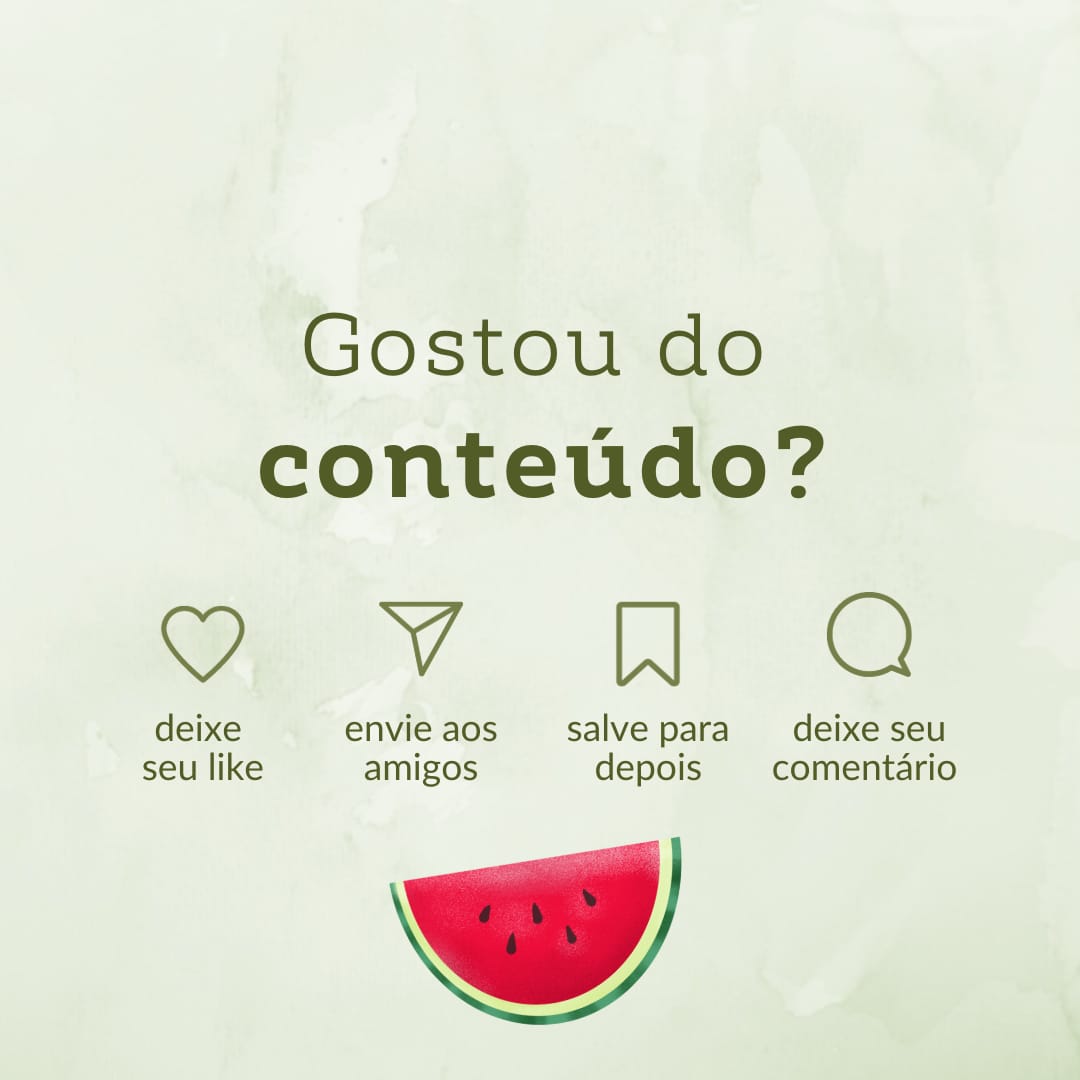 Gostou do
conteúdo?
deixe
seu like
envie aos
amigos
salve para
depois
deixe seu
comentário